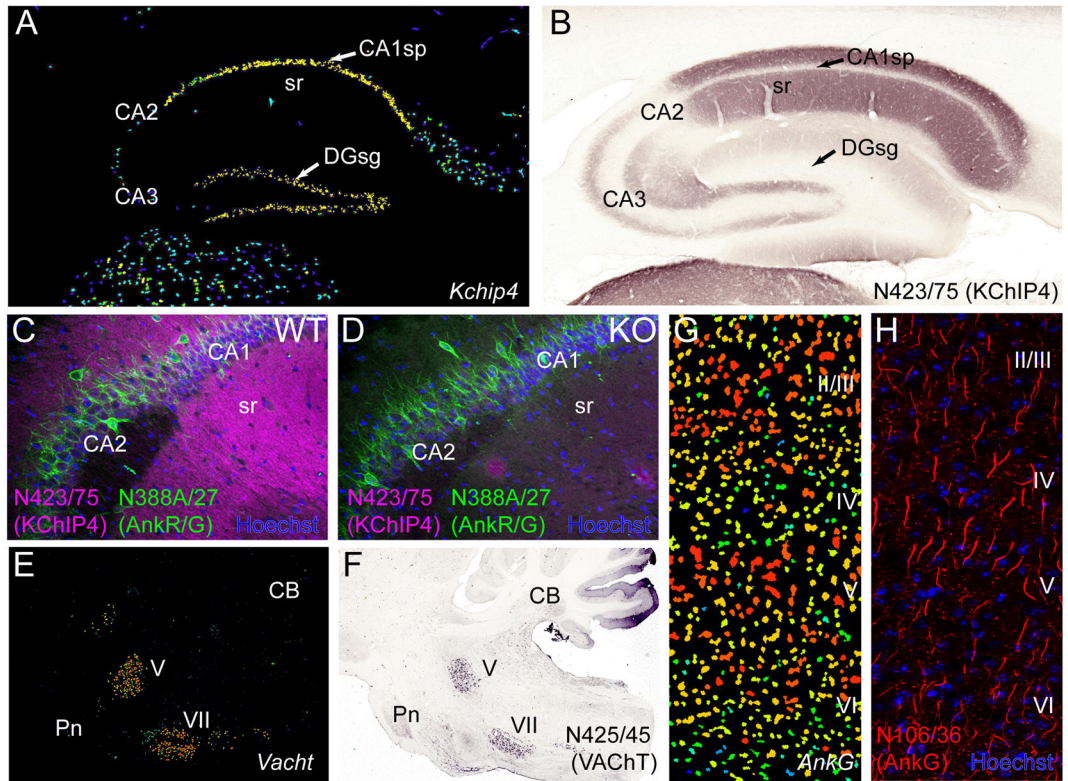 A
CA1sp
sr
CA2
DGsg
CA3
Kchip4
B
CA1sp
sr
CA2
DGsg
CA3
N423/75 (KChIP4)
C
WT
CA1
sr
CA2
N423/75 N388A/27
(KChIP4) (AnkR/G) Hoechst
D
KO
CA1
sr
CA2
N423/75 N388A/27
(KChIP4) (AnkR/G) Hoechst
E
CB
V
Pn
VII
Vacht
F
CB
V
Pn
VII
N425/45
(VAChT)
G
II/III
IV
V
VI
AnkG
H
II/III
IV
V
VI
N106/36
(AnkG) Hoechst